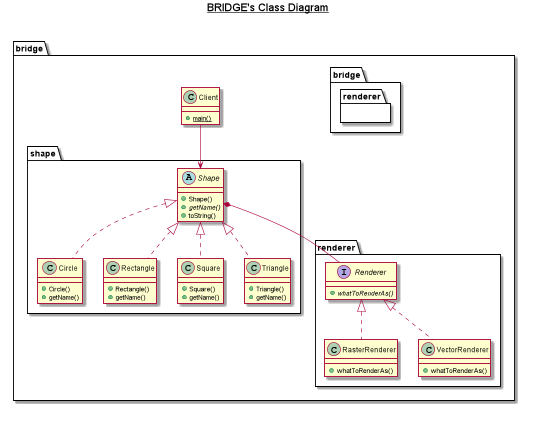 BRIDGE's Class Diagram
bridge
bridge
renderer
C Client
main()
shape
A Shape
Shape()
getName()
toString()
renderer
C Circle
Circle()
getName()
C Rectangle
Rectangle()
getName()
C Square
Square()
getName()
C Triangle
Triangle()
getName()
I Renderer
whatToRenderAs()
C RasterRenderer
whatToRenderAs()
C VectorRenderer
whatToRenderAs()